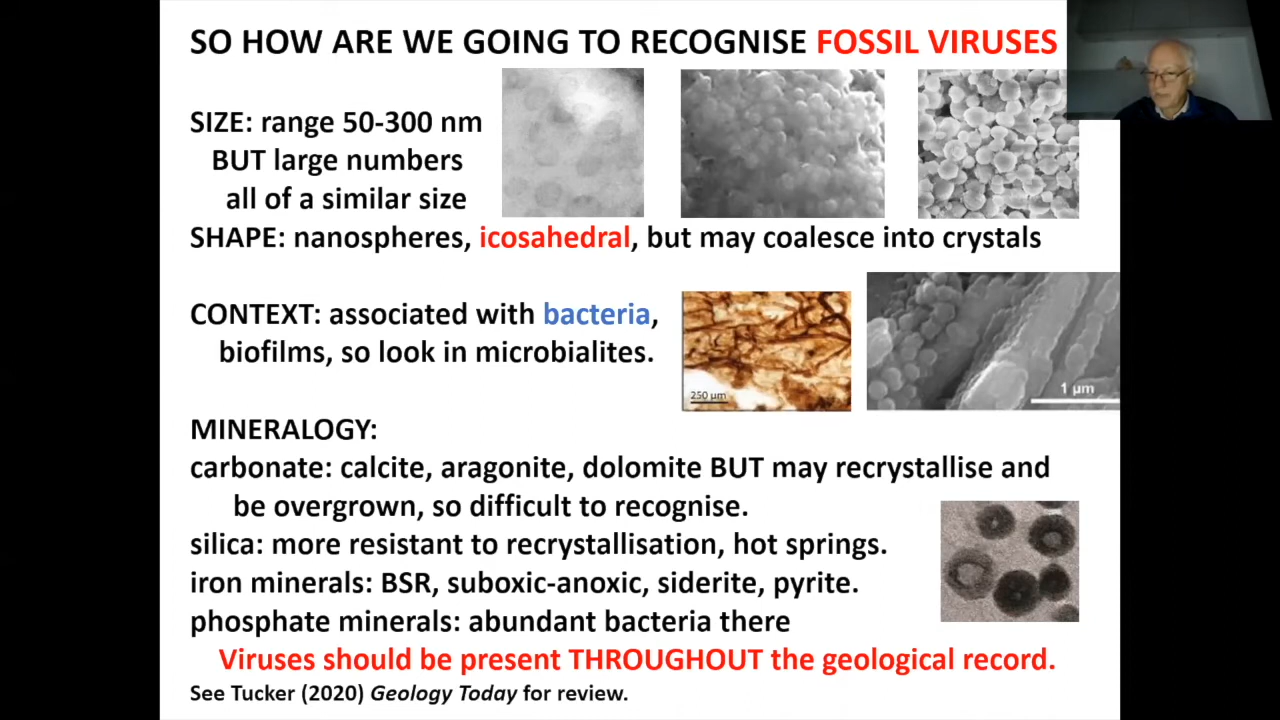 SO HOW ARE WE GOING TO RECOGNISE FOSSIL VIRUSES
SIZE: range 50-300 nm
BUT large numbers
all of a similar size
SHAPE: nanospheres, icosahedral, but may coalesce into crystals
CONTEXT: associated with bacteria,
biofilms, so look in microbialites.
250 µm
1 µm
MINERALOGY:
carbonate: calcite, aragonite, dolomite BUT may recrystallise and
be overgrown, so difficult to recognise.
silica: more resistant to recrystallisation, hot springs.
iron minerals: BSR, suboxic-anoxic, siderite, pyrite.
phosphate minerals: abundant bacteria there
Viruses should be present THROUGHOUT the geological record.
See Tucker (2020) Geology Today for review.